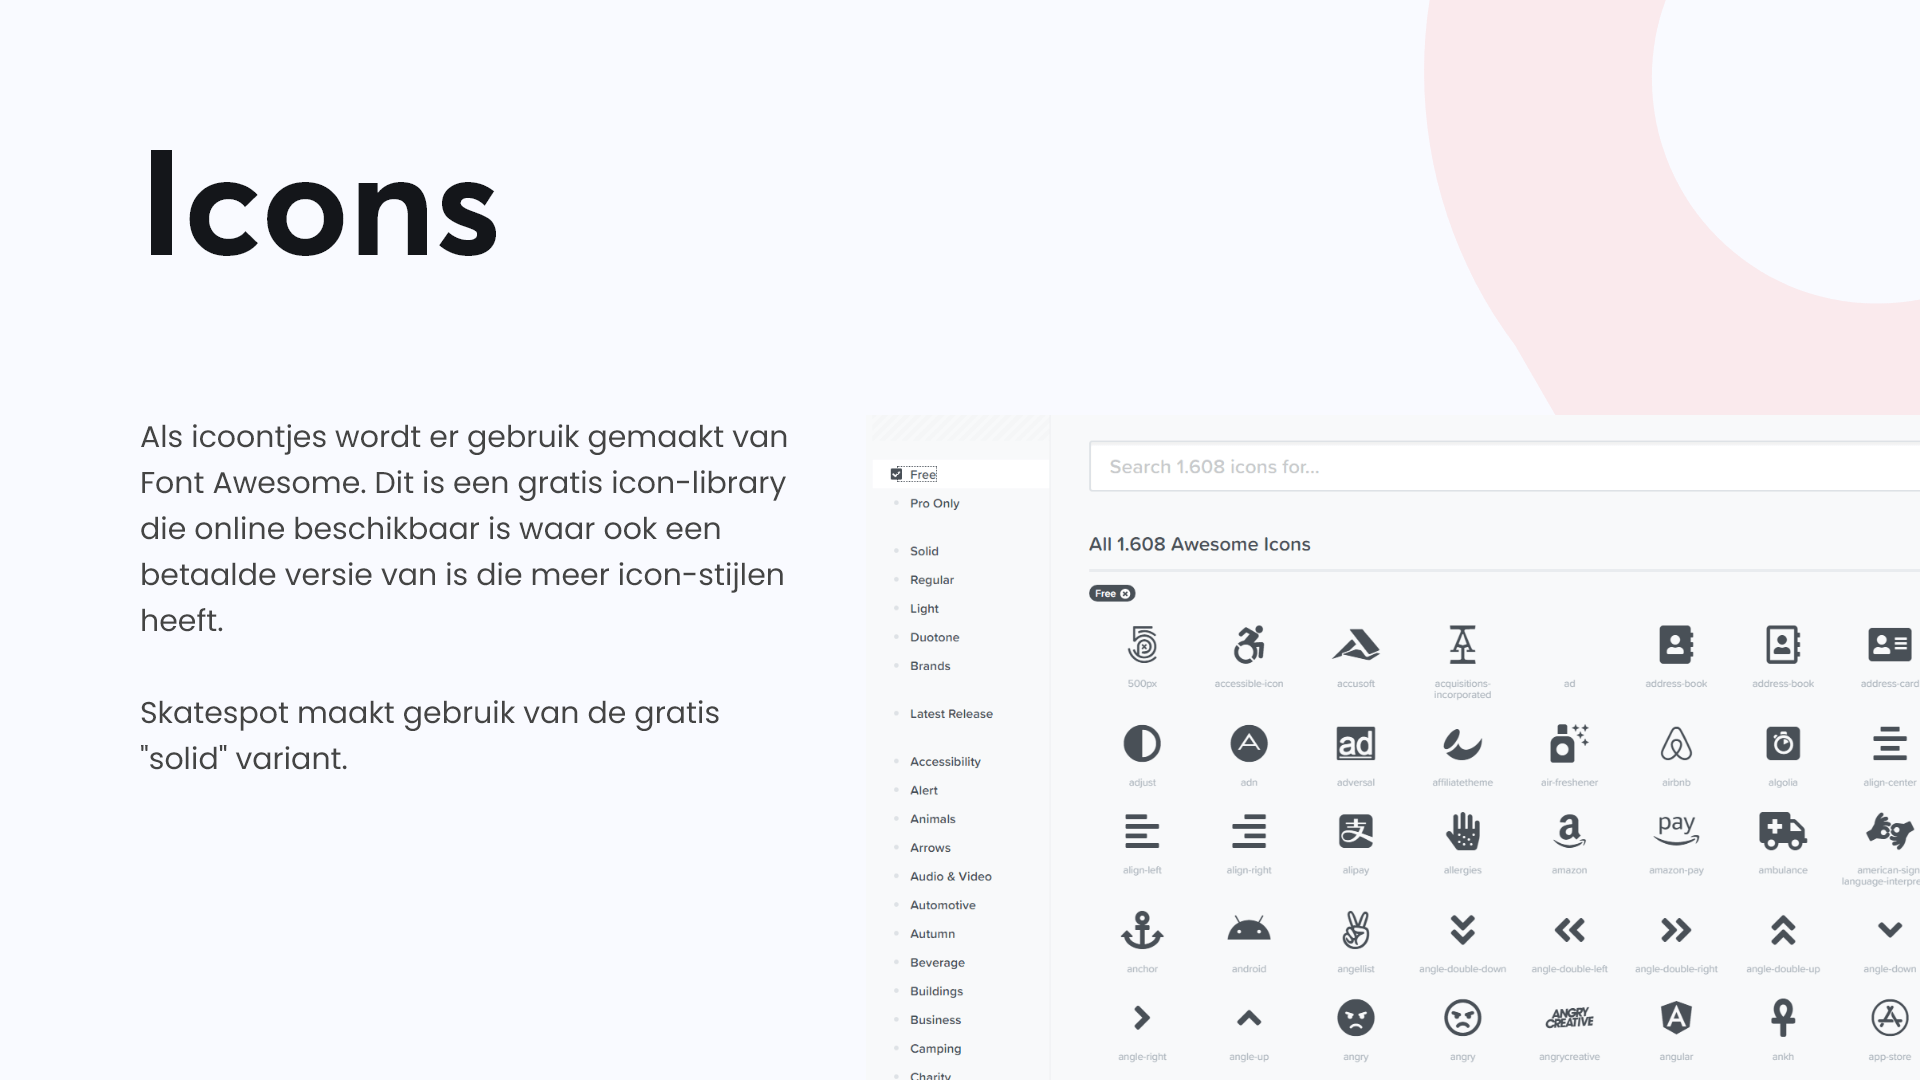 Icons
Als icoontjes wordt er gebruik gemaakt van
Font Awesome. Dit is een gratis icon-library
die online beschikbaar is waar ook een
betaalde versie van is die meer icon-stijlen
heeft.
Skatespot maakt gebruik van de gratis
"solid" variant.
Free
Pro Only
Solid
Regular
Light
Duotone
Brands
Latest Release
Accessibility
Alert
Animals
Arrows
Audio & Video
Automotive
Autumn
Beverage
Buildings
Business
Camping
Charity
Search 1.608 icons for...
All 1.608 Awesome Icons
Free
500px accessible-icon accusoft acquisitions- ad address-book address-book address-card
incorporated
ad
adjust adn adversal affiliatetheme air-freshener airbnb algolia align-center
支 a pay
align-left align-right alipay allergies amazon amazon-pay ambulance american-sign
language-interpre
anchor android angellist angle-double-down angle-double-left angle-double-right angle-double-up angle-down
ANGRY
CREATIVE
angle-right angle-up angry angry angrycreative angular ankh app-store